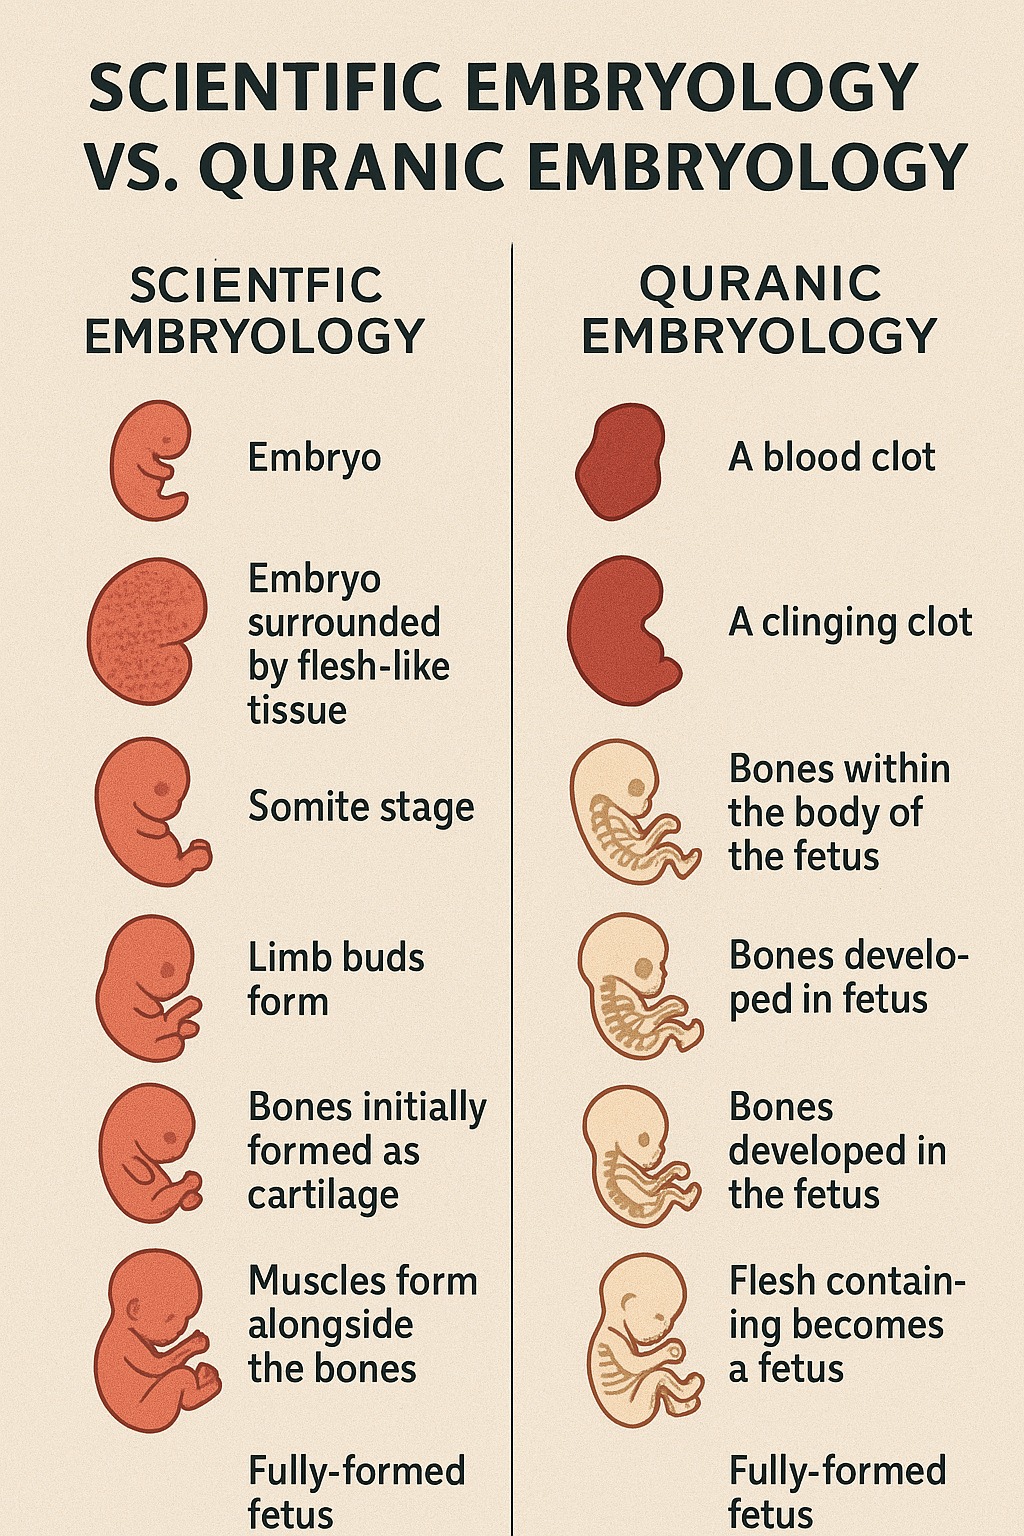 SCIENTIFIC EMBRYOLOGY
VS. QURANIC EMBRYOLOGY
SCIENTFIC
EMBRYOLOGY
Embryo
Embryo
surrounded
by flesh-like
tissue
Somite stage
Limb buds
form
Bones initially
formed as
cartilage
Muscles form
alongside
the bones
Fully-formed
fetus
QURANIC
EMBRYOLOGY
A blood clot
A clinging clot
Bones within
the body of
the fetus
Bones develo-
ped in fetus
Bones
developed in
the fetus
Flesh contain-
ing becomes
a fetus
Fully-formed
fetus